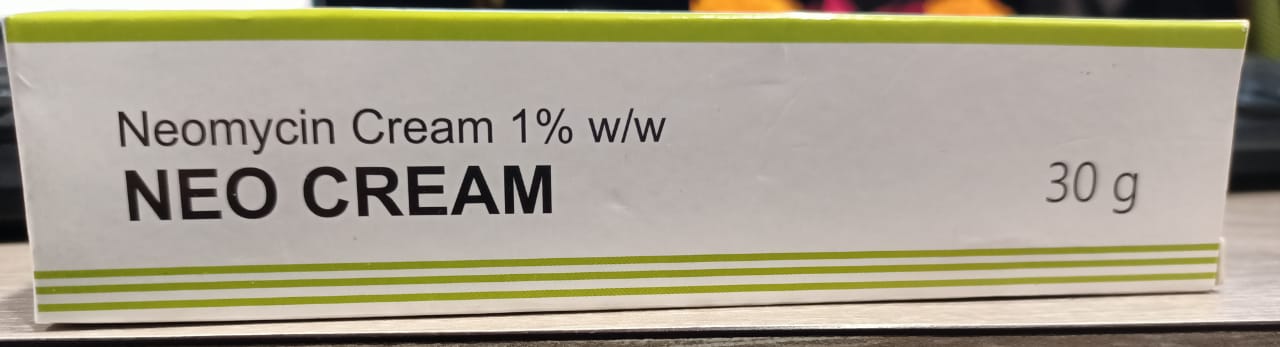 Neomycin Cream 1% w/w
NEO CREAM
30 g